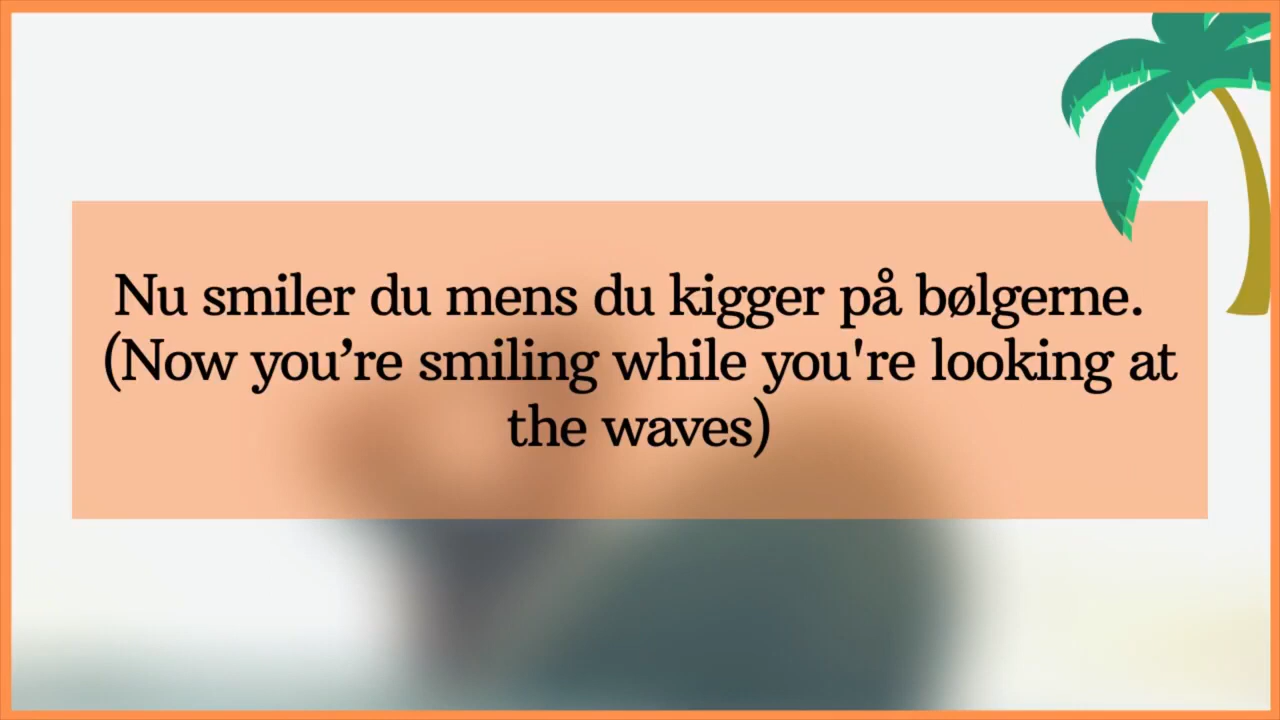 Nu smiler du mens du kigger på bølgerne.
(Now you’re smiling while you're looking at
the waves)